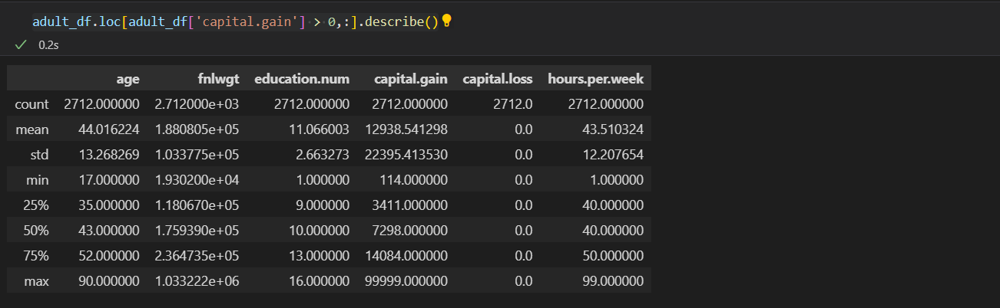 adult_df.loc[adult_df['capital.gain'] > 0,:].describe()
0.2s
age fnlwgt education.num capital.gain capital.loss hours.per.week
count 2712.000000 2.712000e+03 2712.000000 2712.000000 2712.0 2712.000000
mean 44.016224 1.880805e+05 11.066003 12938.541298 0.0 43.510324
std 13.268269 1.033775e+05 2.663273 22395.413530 0.0 12.207654
min 17.000000 1.930200e+04 1.000000 114.000000 0.0 1.000000
25% 35.000000 1.180670e+05 9.000000 3411.000000 0.0 40.000000
50% 43.000000 1.759390e+05 10.000000 7298.000000 0.0 40.000000
75% 52.000000 2.364735e+05 13.000000 14084.000000 0.0 50.000000
max 90.000000 1.033222e+06 16.000000 99999.000000 0.0 99.000000